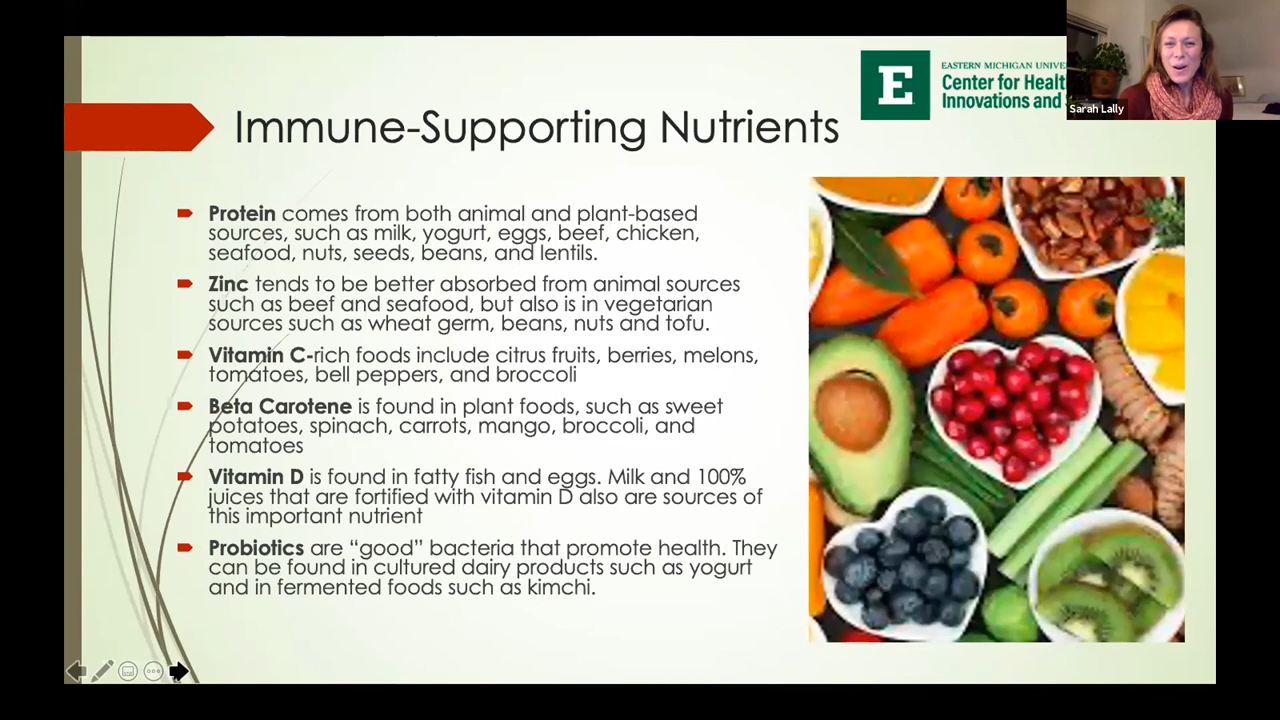 EASTERN MICHIGAN
Center for
Innovations and
Sarah Lally
Immune-Supporting Nutrients
Protein comes from both animal and plant-based
sources, such as milk, yogurt, eggs, beef, chicken,
seafood, nuts, seeds, beans, and lentils.
Zinc tends to be better absorbed from animal sources
such as beef and seafood, but also is in vegetarian
sources such as wheat germ, beans, nuts and tofu.
Vitamin C-rich foods include citrus fruits, berries, melons,
tomatoes, bell peppers, and broccoli
Beta Carotene is found in plant foods, such as sweet
potatoes, spinach, carrots, mango, broccoli, and
tomatoes
Vitamin D is found in fatty fish and eggs. Milk and 100%
juices that are fortified with vitamin D also are sources of
this important nutrient
Probiotics are “good” bacteria that promote health. They
can be found in cultured dairy products such as yogurt
and in fermented foods such as kimchi.